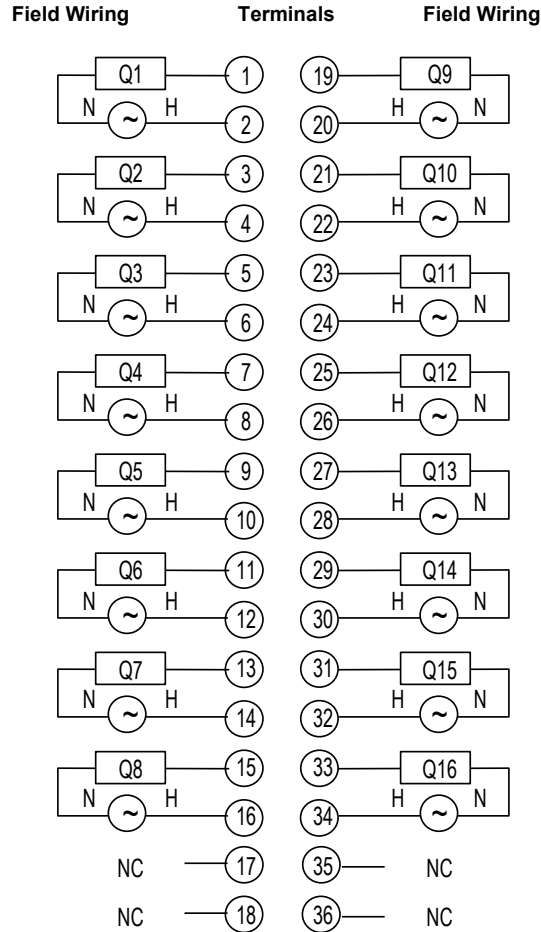 Field Wiring Terminals Field Wiring
Q1 1 19 Q9
N ~ H 2 20 H ~ N
Q2 3 21 Q10
N ~ H 4 22 H ~ N
Q3 5 23 Q11
N ~ H 6 24 H ~ N
Q4 7 25 Q12
N ~ H 8 26 H ~ N
Q5 9 27 Q13
N ~ H 10 28 H ~ N
Q6 11 29 Q14
N ~ H 12 30 H ~ N
Q7 13 31 Q15
N ~ H 14 32 H ~ N
Q8 15 33 Q16
N ~ H 16 34 H ~ N
NC 17 35 NC
NC 18 36 NC